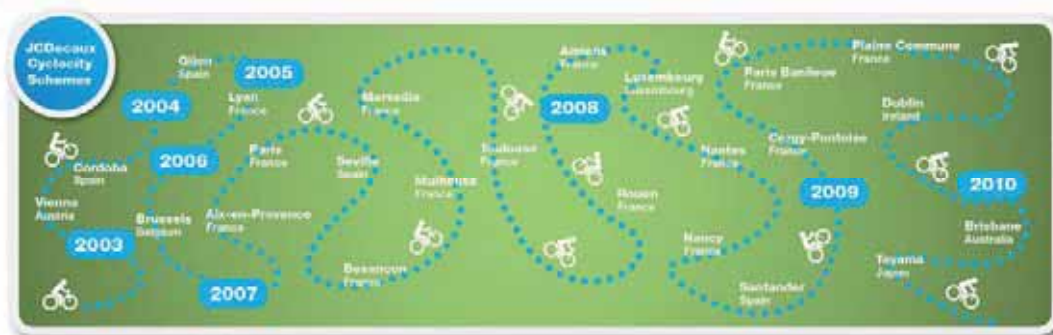 JCDecaux
Cyclocity
Schemes
2003
Vienna
Austria
Cordoba
Spain
2004
Gijon
Spain
2005
Lyon
France
2006
Brussels
Belgium
2007
Aix-en-Provence
France
Paris
France
Seville
Spain
Besancon
France
Mulhouse
France
Marseille
France
Toulouse
France
Rouen
France
2008
Amiens
France
Luxembourg
Luxembourg
Nantes
France
Nancy
France
Santander
Spain
2009
Cergy-Pontoise
France
Paris Banlieue
France
Plaine Commune
France
Dublin
Ireland
2010
Brisbane
Australia
Toyama
Japan